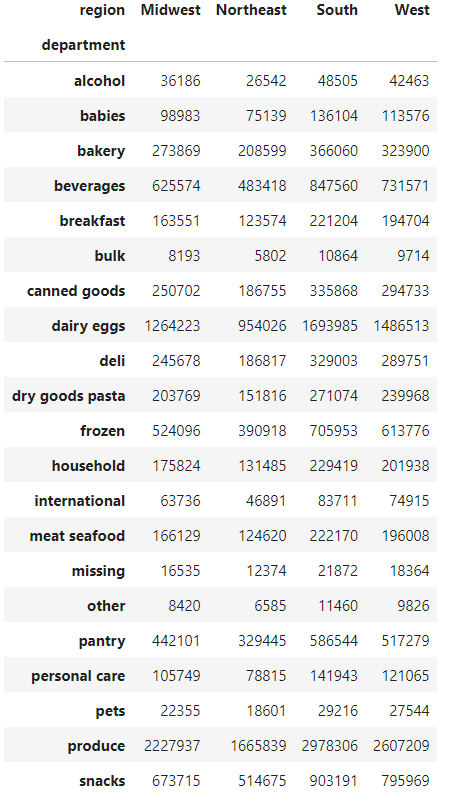 region Midwest Northeast South West
department
alcohol 36186 26542 48505 42463
babies 98983 75139 136104 113576
bakery 273869 208599 366060 323900
beverages 625574 483418 847560 731571
breakfast 163551 123574 221204 194704
bulk 8193 5802 10864 9714
canned goods 250702 186755 335868 294733
dairy eggs 1264223 954026 1693985 1486513
deli 245678 186817 329003 289751
dry goods pasta 203769 151816 271074 239968
frozen 524096 390918 705953 613776
household 175824 131485 229419 201938
international 63736 46891 83711 74915
meat seafood 166129 124620 222170 196008
missing 16535 12374 21872 18364
other 8420 6585 11460 9826
pantry 442101 329445 586544 517279
personal care 105749 78815 141943 121065
pets 22355 18601 29216 27544
produce 2227937 1665839 2978306 2607209
snacks 673715 514675 903191 795969